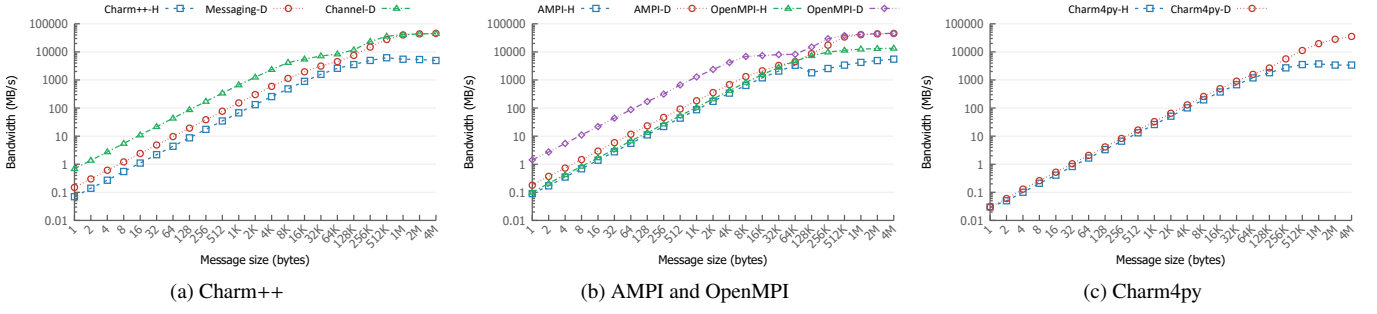 Charm++-H Messaging-D Channel-D
100000
10000
1000
100
10
1
0.1
0.01
Bandwidth (MB/s)
1 2 4 8 16 32 64 128 256 512 1K 2K 4K 8K 16K 32K 64K 128K 256K 512K 1M 2M 4M
Message size (bytes)
(a) Charm++
AMPI-H AMPI-D OpenMPI-H OpenMPI-D
100000
10000
1000
100
10
1
0.1
0.01
Bandwidth (MB/s)
1 2 4 8 16 32 64 128 256 512 1K 2K 4K 8K 16K 32K 64K 128K 256K 512K 1M 2M 4M
Message size (bytes)
(b) AMPI and OpenMPI
Charm4py-H Charm4py-D
100000
10000
1000
100
10
1
0.1
0.01
Bandwidth (MB/s)
1 2 4 8 16 32 64 128 256 512 1K 2K 4K 8K 16K 32K 64K 128K 256K 512K 1M 2M 4M
Message size (bytes)
(c) Charm4py